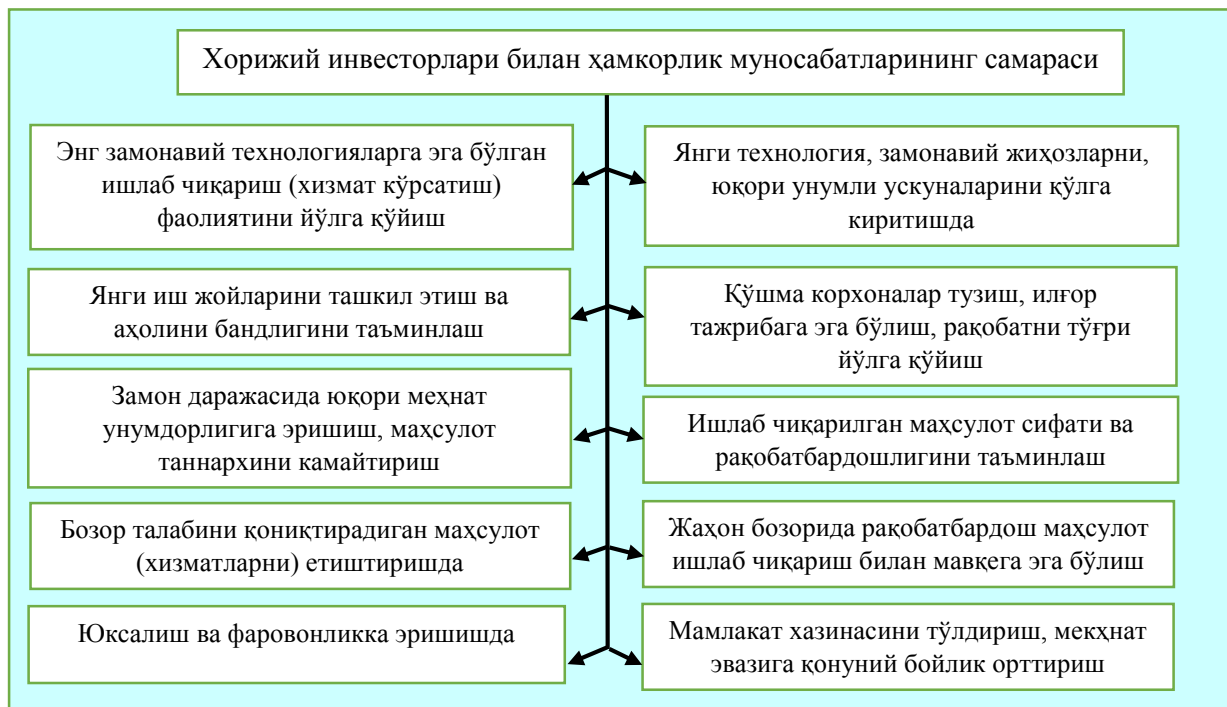 Хорижий инвесторлари билан ҳамкорлик муносабатларининг самараси
Энг замонавий технологияларга эга бўлган
ишлаб чиқариш (хизмат кўрсатиш)
фаолиятини йўлга қўйиш
Янги технология, замонавий жиҳозларни,
юқори унумли ускуналарини қўлга
киритишда
Янги иш жойларини ташкил этиш ва
аҳолини бандлигини таъминлаш
Қўшма корхоналар тузиш, илғор
тажрибага эга бўлиш, рақобатни тўғри
йўлга қўйиш
Замон даражасида юқори меҳнат
унумдорлигига эришиш, маҳсулот
таннархини камайтириш
Ишлаб чиқарилган маҳсулот сифати ва
рақобатбардошлигини таъминлаш
Бозор талабини қониқтирадиган маҳсулот
(хизматларни) етиштиришда
Жаҳон бозорида рақобатбардош маҳсулот
ишлаб чиқариш билан мавқега эга бўлиш
Юксалиш ва фаровонликка эришишда
Мамлакат хазинасини тўлдириш, мекҳнат
эвазига қонуний бойлик орттириш